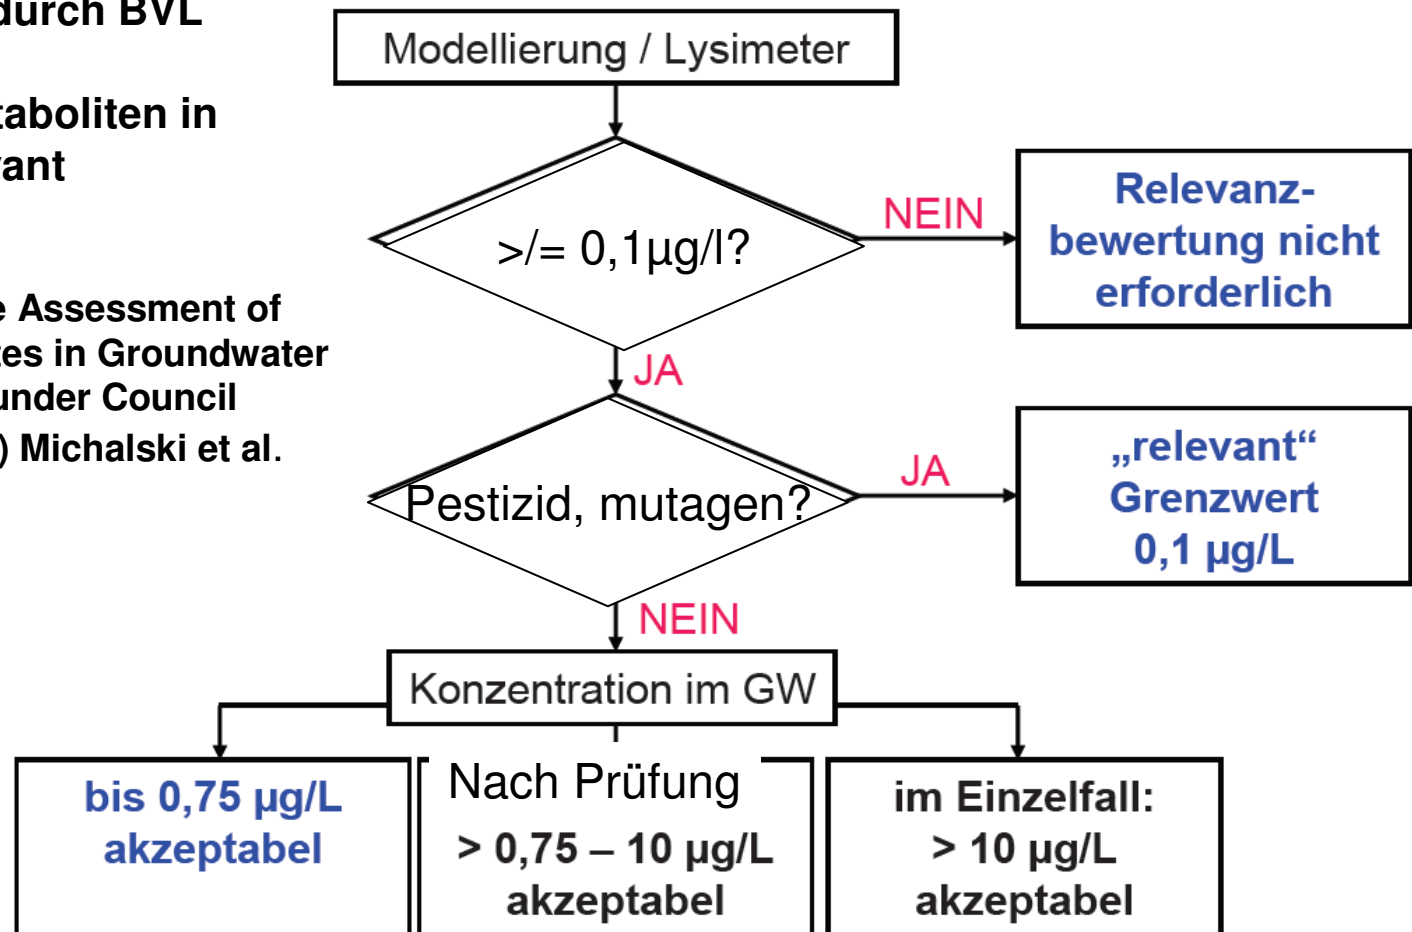 durch BVL
taboliten in
vant
e Assessment of
tes in Groundwater
under Council
) Michalski et al.
Modellierung / Lysimeter
>/= 0,1µg/l?
NEIN
Relevanz-
bewertung nicht
erforderlich
JA
Pestizid, mutagen?
JA
„relevant“
Grenzwert
0,1 µg/L
NEIN
Konzentration im GW
bis 0,75 µg/L
akzeptabel
Nach Prüfung
> 0,75 – 10 µg/L
akzeptabel
im Einzelfall:
> 10 µg/L
akzeptabel